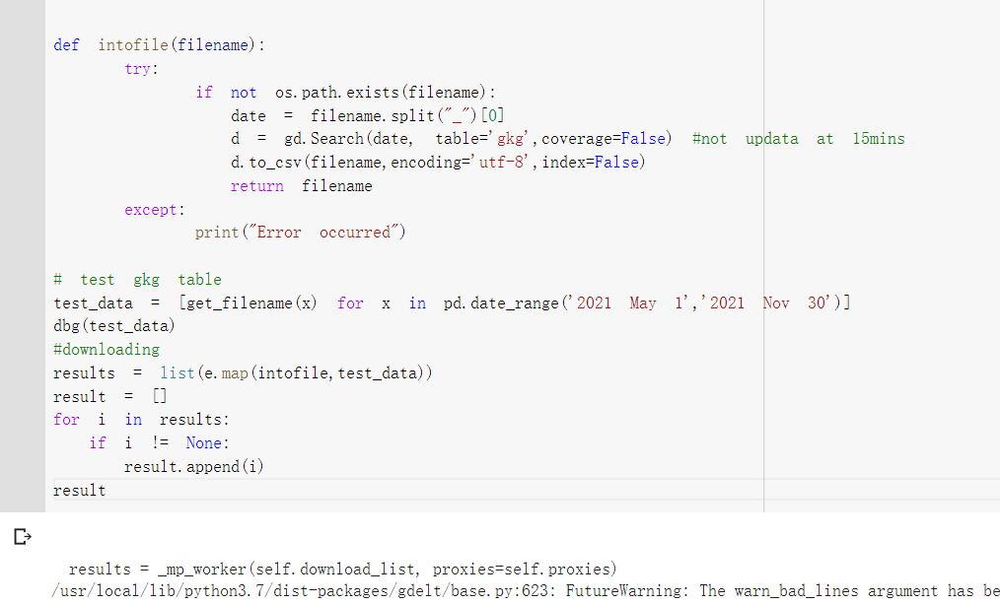 def intofile(filename):
try:
if not os.path.exists(filename):
date = filename.split("_")[0]
d = gd.Search(date, table='gkg',coverage=False) #not updata at 15mins
d.to_csv(filename,encoding='utf-8',index=False)
return filename
except:
print("Error occurred")
# test gkg table
test_data = [get_filename(x) for x in pd.date_range('2021 May 1','2021 Nov 30')]
dbg(test_data)
#downloading
results = list(e.map(intofile,test_data))
result = []
for i in results:
if i != None:
result.append(i)
result
results = _mp_worker(self.download_list, proxies=self.proxies)
/usr/local/lib/python3.7/dist-packages/gdelt/base.py:623: FutureWarning: The warn_bad_lines argument has be